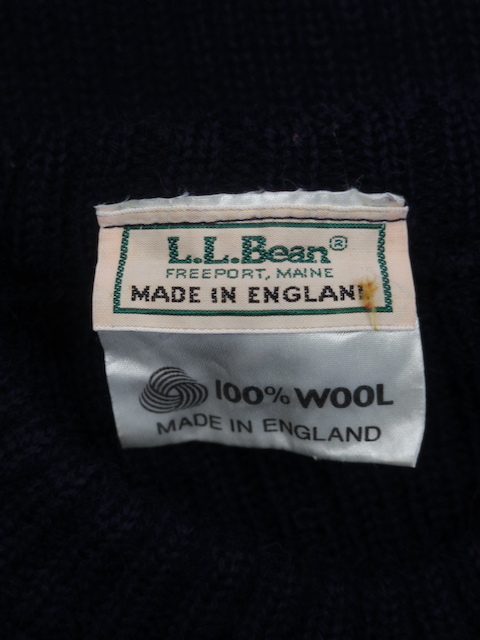 L.L.Bean®
FREEPORT, MAINE
MADE IN ENGLAND
100% WOOL
MADE IN ENGLAND